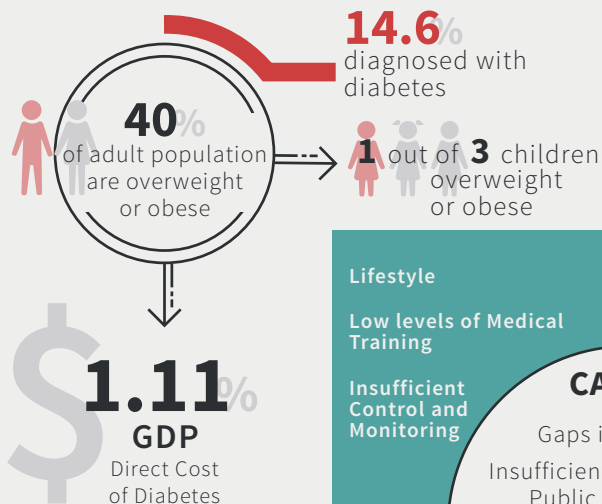 14.6%
diagnosed with
diabetes
40%
of adult population
are overweight
or obese
1 out of 3 children
overweight
or obese
$
1.11%
GDP
Direct Cost
of Diabetes
Lifestyle
Low levels of Medical
Training
Insufficient
Control and
Monitoring
Gaps
Public